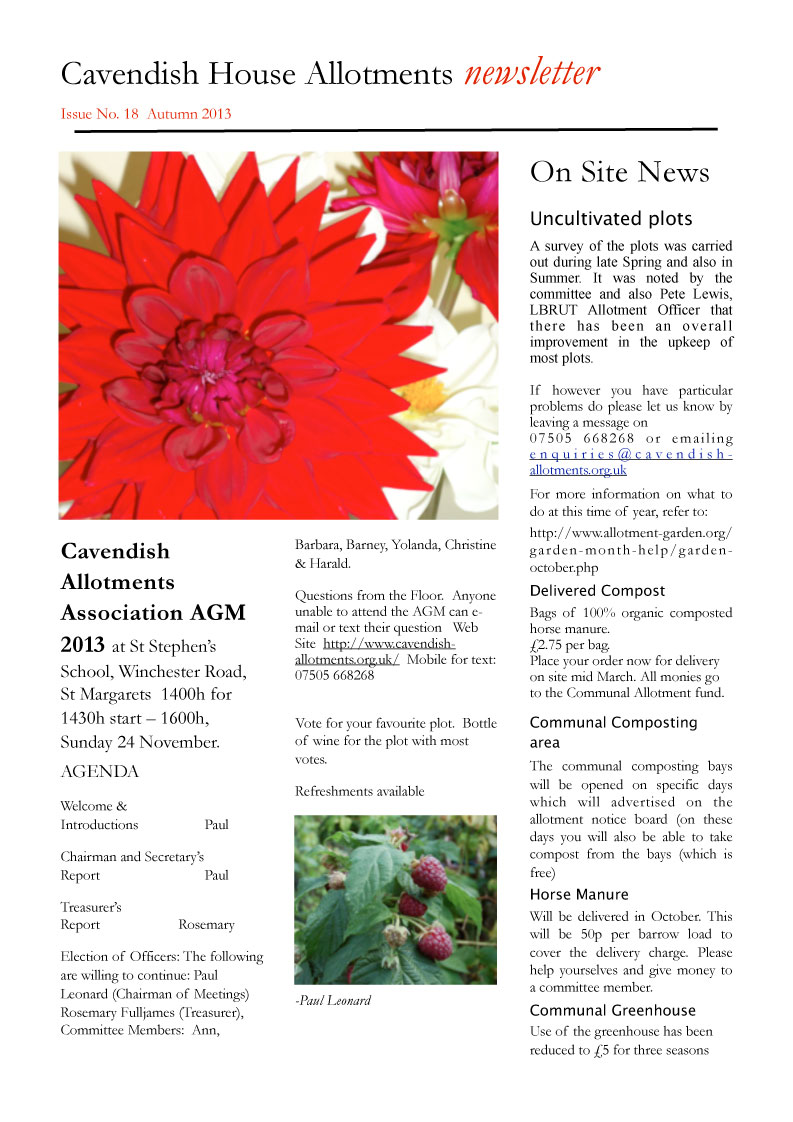 Cavendish House Allotments newsletter
Issue No. 18 Autumn 2013
Cavendish
Allotments
Association AGM
2013 at St Stephen's
School, Winchester Road,
St Margarets 1400h for
1430h start – 1600h,
Sunday 24 November.
AGENDA
Welcome &
Introductions Paul
Chairman and Secretary's
Report Paul
Treasurer's
Report Rosemary
Election of Officers: The following
are willing to continue: Paul
Leonard (Chairman of Meetings)
Rosemary Fulljames (Treasurer),
Committee Members: Ann,
Barbara, Barney, Yolanda, Christine
& Harald.
Questions from the Floor. Anyone
unable to attend the AGM can e-
mail or text their question Web
Site http://www.cavendish-
allotments.org.uk/ Mobile for text:
07505 668268
Vote for your favourite plot. Bottle
of wine for the plot with most
votes.
Refreshments available
-Paul Leonard
On Site News
Uncultivated plots
A survey of the plots was carried
out during late Spring and also in
Summer. It was noted by the
committee and also Pete Lewis,
LBRUT Allotment Officer that
there has been an overall
improvement in the upkeep of
most plots.
If however you have particular
problems do please let us know by
leaving a message on
07505 668268 or emailing
enquiries@cavendish-
allotments.org.uk
For more information on what to
do at this time of year, refer to:
http://www.allotment-garden.org/
garden-month-help/garden-
october.php
Delivered Compost
Bags of 100% organic composted
horse manure.
£2.75 per bag.
Place your order now for delivery
on site mid March. All monies go
to the Communal Allotment fund.
Communal Composting
area
The communal composting bays
will be opened on specific days
which will advertised on the
allotment notice board (on these
days you will also be able to take
compost from the bays (which is
free)
Horse Manure
Will be delivered in October. This
will be 50p per barrow load to
cover the delivery charge. Please
help yourselves and give money to
a committee member.
Communal Greenhouse
Use of the greenhouse has been
reduced to £5 for three seasons